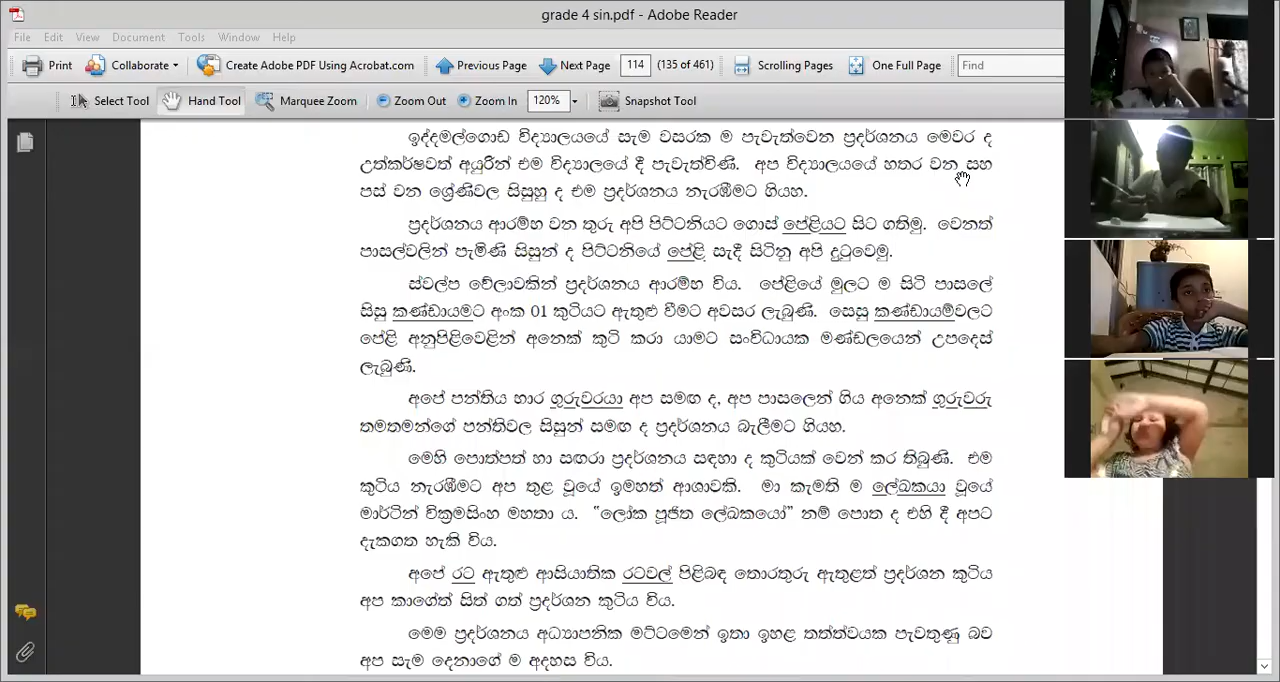 grade 4 sin.pdf - Adobe Reader
File Edit View Document Tools Window Help
Print Collaborate Create Adobe PDF Using Acrobat.com Previous Page Next Page 114 (135 of 461) Scrolling Pages One Full Page Find
Select Tool Hand Tool Marquee Zoom Zoom Out Zoom In 120% Snapshot Tool
ඉද්දමල්ගොඩ විද්‍යාලයයේ සැම වසරක ම පැවැත්වෙන ප්‍රදර්ශනය මෙවර ද
උත්කර්ෂවත් අයුරින් එම විද්‍යාලයේ දී පැවැත්විණි. අප විද්‍යාලයයේ හතර වන සහ
පස් වන ශ්‍රේණිවල සිසුහු ද එම ප්‍රදර්ශනය නැරඹීමට ගියහ.
ප්‍රදර්ශනය ආරම්භ වන තුරු අපි පිට්ටනියට ගොස් පේළියට සිට ගතිමු. වෙනත්
පාසල්වලින් පැමිණි සිසුන් ද පිට්ටනියේ පේළි සැදී සිටිනු අපි දුටුවෙමු.
ස්වල්ප වේලාවකින් ප්‍රදර්ශනය ආරම්භ විය. පේළියේ මුලට ම සිටි පාසලේ
සිසු කණ්ඩායමට අංක 01 කුටියට ඇතුළු වීමට අවසර ලැබුණි. සෙසු කණ්ඩායම්වලට
පේළි අනුපිළිවෙළින් අනෙක් කුටි කරා යාමට සංවිධායක මණ්ඩලයෙන් උපදෙස්
ලැබුණි.
අපේ පන්තිය භාර ගුරුවරයා අප සමඟ ද, අප පාසලෙන් ගිය අනෙක් ගුරුවරු
තමතමන්ගේ පන්තිවල සිසුන් සමඟ ද ප්‍රදර්ශනය බැලීමට ගියහ.
මෙහි පොත්පත් හා සඟරා ප්‍රදර්ශනය සඳහා ද කුටියක් වෙන් කර තිබුණි. එම
කුටිය නැරඹීමට අප තුළ වූයේ ඉමහත් ආශාවකි. මා කැමති ම ලේඛකයා වූයේ
මාර්ටින් වික්‍රමසිංහ මහතා ය. “ලෝක පූජිත ලේඛකයෝ” නම් පොත ද එහි දී අපට
දැකගත හැකි විය.
අපේ රට ඇතුළු ආසියාතික රටවල් පිළිබඳ තොරතුරු ඇතුළත් ප්‍රදර්ශන කුටිය
අප කාගේත් සිත් ගත් ප්‍රදර්ශන කුටිය විය.
මෙම ප්‍රදර්ශනය අධ්‍යාපනික මට්ටමෙන් ඉතා ඉහළ තත්ත්වයක පැවතුණු බව
අප සැම දෙනාගේ ම අදහස විය.